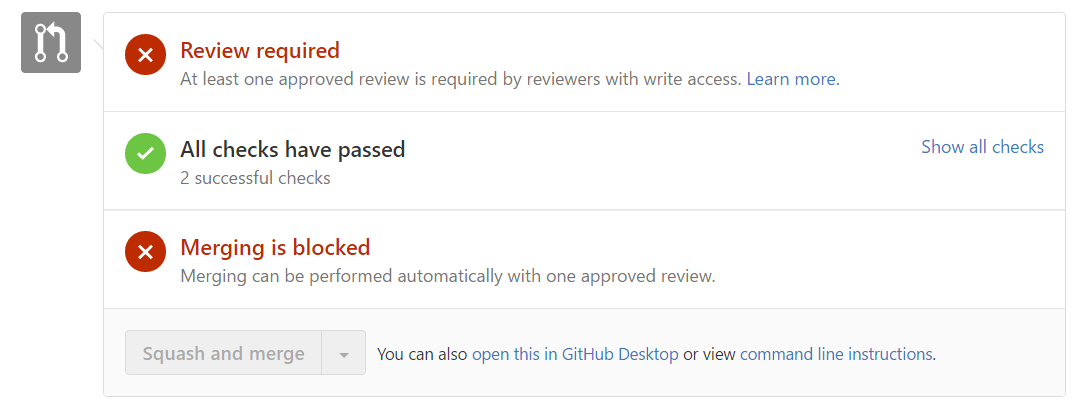 Review required
At least one approved review is required by reviewers with write access. Learn more.
All checks have passed
Show all checks
2 successful checks
Merging is blocked
Merging can be performed automatically with one approved review.
Squash and merge
You can also open this in GitHub Desktop or view command line instructions.